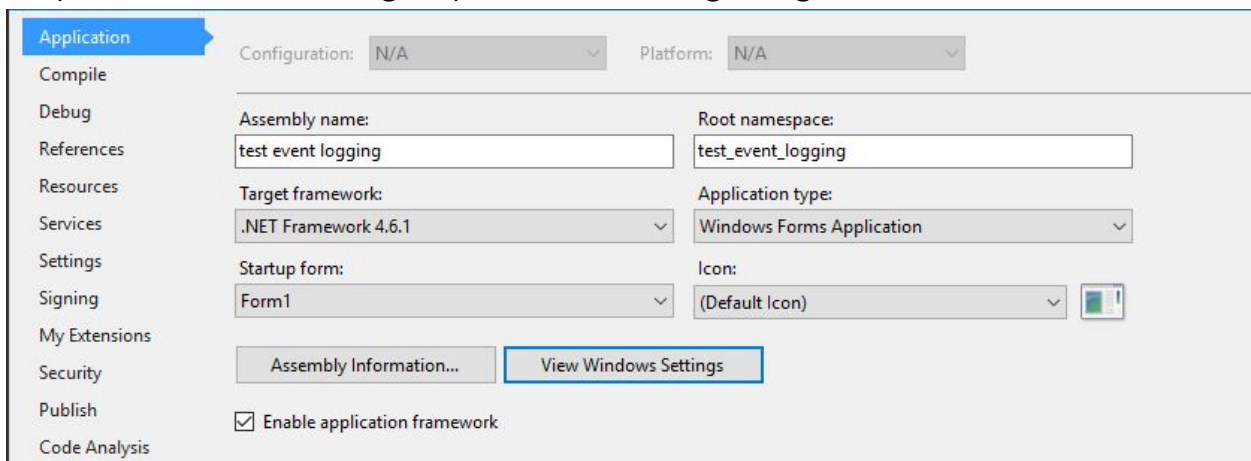 Application
Compile
Debug
References
Resources
Services
Settings
Signing
My Extensions
Security
Publish
Code Analysis
Configuration: N/A Platform: N/A
Assembly name: Root namespace:
test event logging test_event_logging
Target framework: Application type:
.NET Framework 4.6.1 Windows Forms Application
Startup form: Icon:
Form1 (Default Icon)
Assembly Information... View Windows Settings
Enable application framework